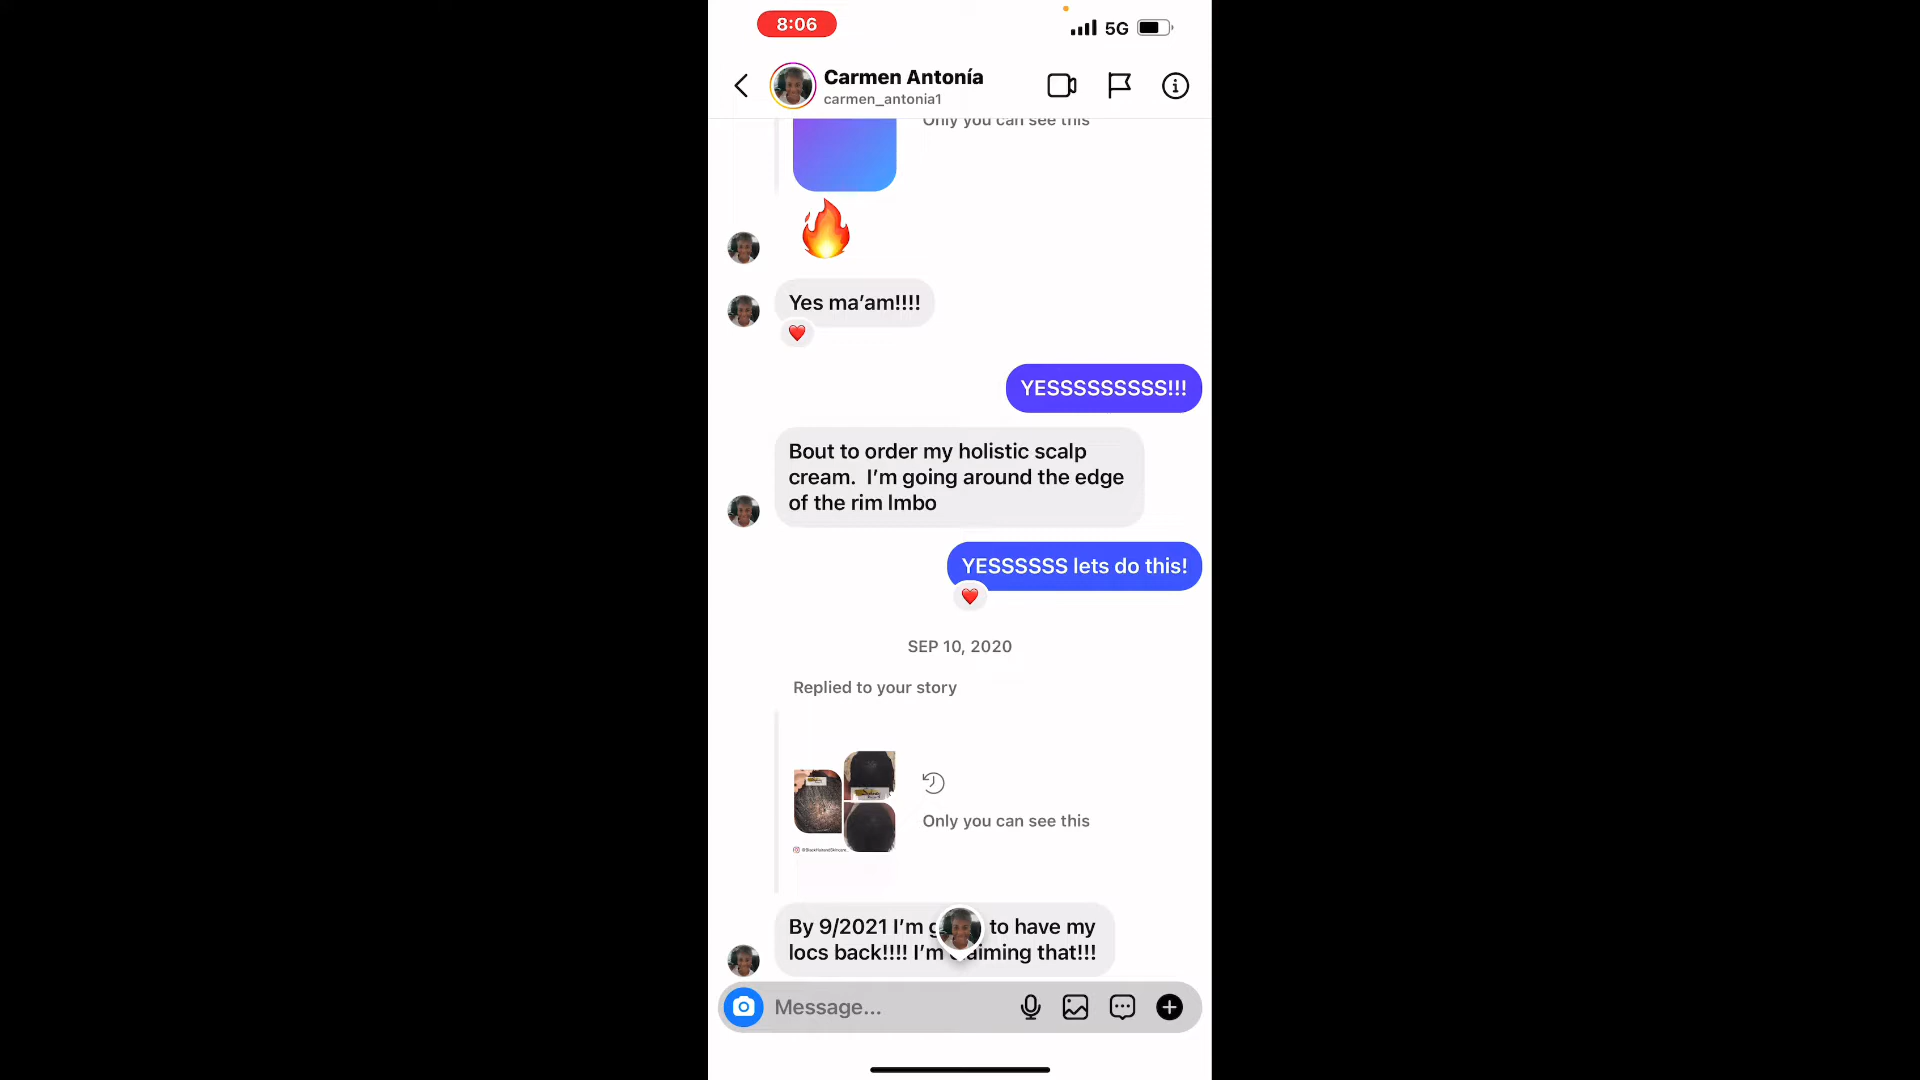 8:06
5G
Carmen Antonía
carmen_antonia1
Only you can see this
Yes ma’am!!!!
YESSSSSSSSS!!!
Bout to order my holistic scalp
cream.  I’m going around the edge
of the rim lmbo
YESSSSSS lets do this!
SEP 10, 2020
Replied to your story
Only you can see this
By 9/2021 I’m to have my
locs back!!!! I’m that!!!
Message...